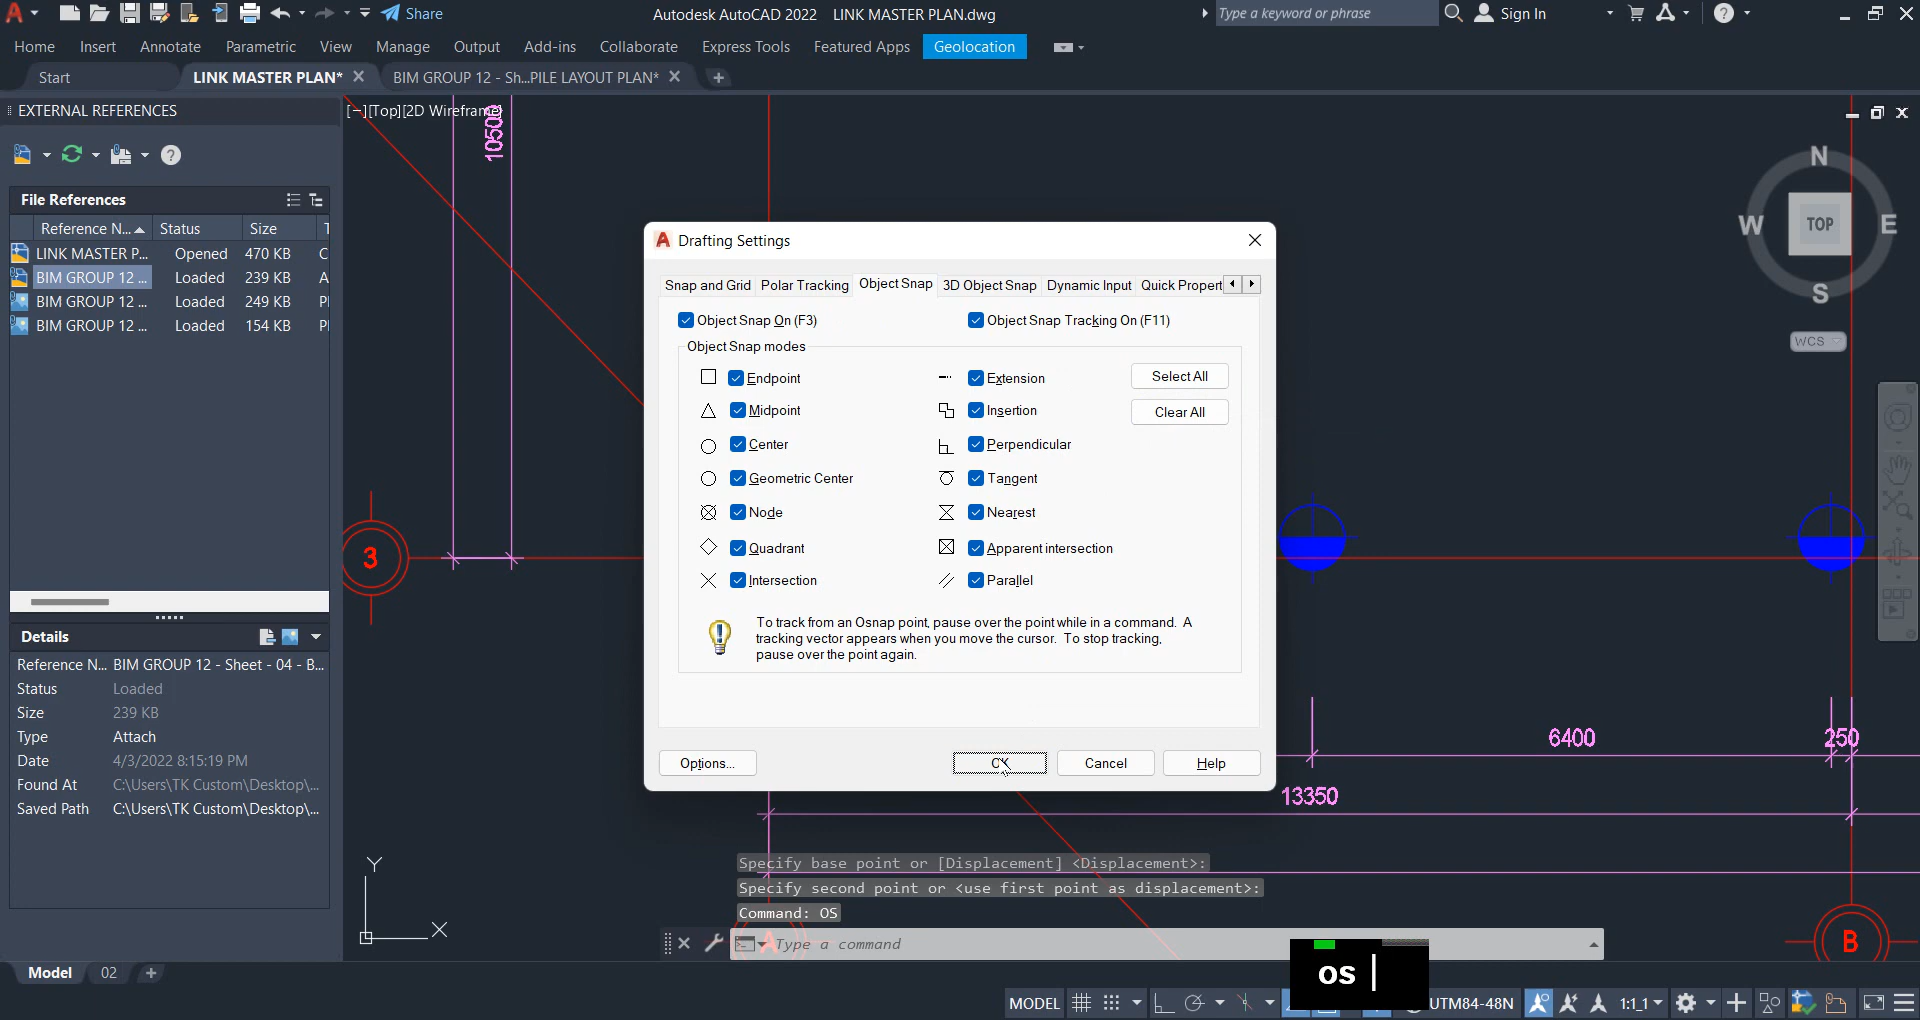 Share
Autodesk AutoCAD 2022 LINK MASTER PLAN.dwg
Type a keyword or phrase
Sign In
Home Insert Annotate Parametric View Manage Output Add-ins Collaborate Express Tools Featured Apps Geolocation
Start
LINK MASTER PLAN*
BIM GROUP 12 - Sh...PILE LAYOUT PLAN*
EXTERNAL REFERENCES
[−][Top][2D Wireframe]
10500
File References
Reference N... Status Size
LINK MASTER P... Opened 470 KB C
BIM GROUP 12 ... Loaded 239 KB A
BIM GROUP 12 ... Loaded 249 KB
BIM GROUP 12 ... Loaded 154 KB
Details
Reference N... BIM GROUP 12 - Sheet - 04 - B...
Status Loaded
Size 239 KB
Type Attach
Date 4/3/2022 8:15:19 PM
Found At C:\Users\TK Custom\Desktop\...
Saved Path C:\Users\TK Custom\Desktop\...
3
Drafting Settings
Snap and Grid Polar Tracking Object Snap 3D Object Snap Dynamic Input Quick Propert
Object Snap On (F3)
Object Snap Tracking On (F11)
Object Snap modes
Endpoint Extension Select All
Midpoint Insertion Clear All
Center Perpendicular
Geometric Center Tangent
Node Nearest
Quadrant Apparent intersection
Intersection Parallel
To track from an Osnap point, pause over the point while in a command. A
tracking vector appears when you move the cursor. To stop tracking,
pause over the point again.
Options... OK Cancel Help
N
W TOP E
S
WCS
6400
250
13350
Specify base point or [Displacement] <Displacement>:
Specify second point or <use first point as displacement>:
Command: OS
Type a command
A
B
Y
X
os
Model 02
MODEL
UTM84-48N
1:1_1